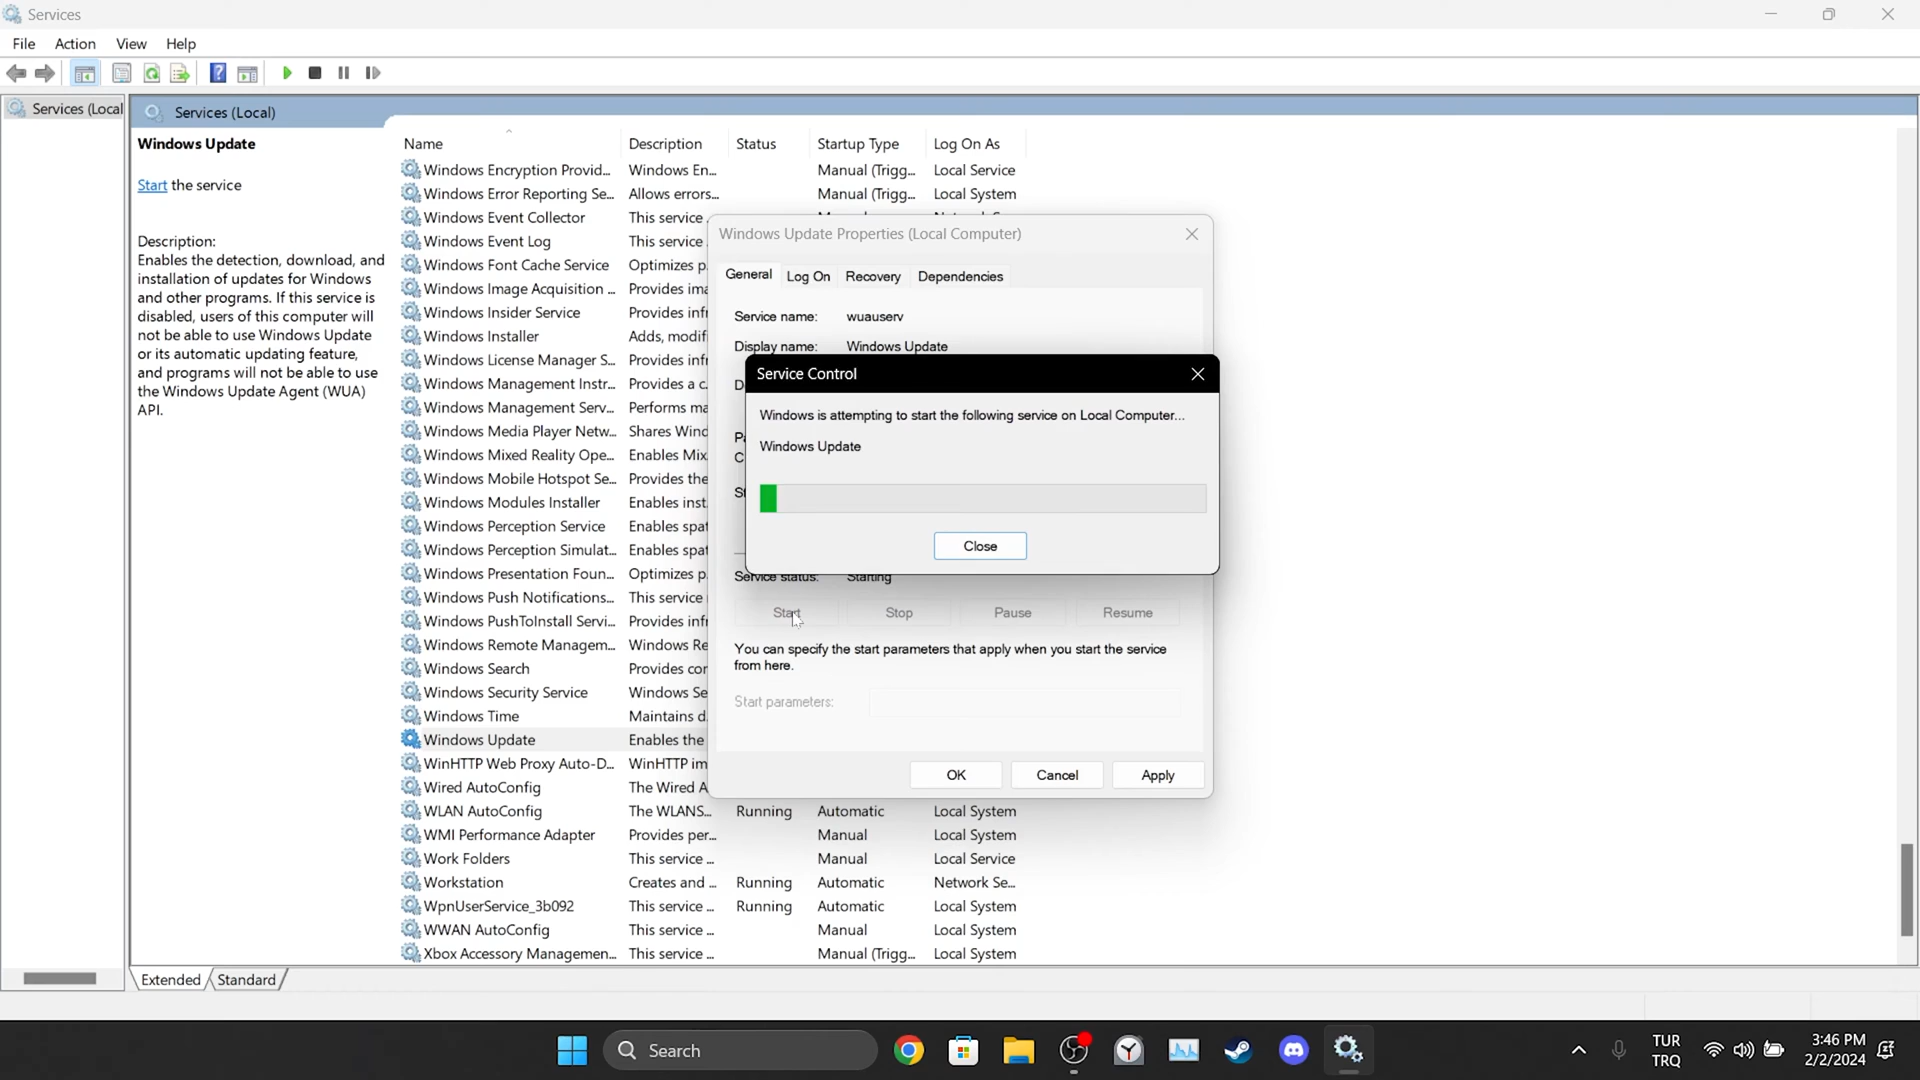 Services
File Action View Help
Services (Local
Services (Local)
Windows Update
Start the service
Description:
Enables the detection, download, and
installation of updates for Windows
and other programs. If this service is
disabled, users of this computer will
not be able to use Windows Update
or its automatic updating feature,
and programs will not be able to use
the Windows Update Agent (WUA)
API.
Name Description Status Startup Type Log On As
Windows Encryption Provid... Windows En... Manual (Trigg... Local Service
Windows Error Reporting Se... Allows errors... Manual (Trigg... Local System
Windows Event Collector This service
Windows Event Log This service
Windows Font Cache Service Optimizes p
Windows Image Acquisition ... Provides ima
Windows Insider Service Provides infr
Windows Installer Adds, modif
Windows License Manager S... Provides infr
Windows Management Instr... Provides a c
Windows Management Serv... Performs ma
Windows Media Player Netw... Shares Wind
Windows Mixed Reality Ope... Enables Mix
Windows Mobile Hotspot Se... Provides the
Windows Modules Installer Enables inst
Windows Perception Service Enables spat
Windows Perception Simulat... Enables spat
Windows Presentation Foun... Optimizes p
Windows Push Notifications... This service
Windows PushToInstall Servi... Provides infr
Windows Remote Managem... Windows Re
Windows Search Provides con
Windows Security Service Windows Se
Windows Time Maintains d
Windows Update Enables the
WinHTTP Web Proxy Auto-D... WinHTTP im
Wired AutoConfig The Wired A
WLAN AutoConfig The WLANS... Running Automatic Local System
WMI Performance Adapter Provides per... Manual Local System
Work Folders This service ... Manual Local Service
Workstation Creates and ... Running Automatic Network Se...
WpnUserService_3b092 This service ... Running Automatic Local System
WWAN AutoConfig This service ... Manual Local System
Xbox Accessory Managemen... This service ... Manual (Trigg... Local System
Windows Update Properties (Local Computer)
General Log On Recovery Dependencies
Service name: wuauserv
Display name: Windows Update
Service Control
Windows is attempting to start the following service on Local Computer...
Windows Update
Close
Service status: Starting
Start Stop Pause Resume
You can specify the start parameters that apply when you start the service
from here.
Start parameters:
OK Cancel Apply
Extended Standard
Search
TUR
TRQ
3:46 PM
2/2/2024